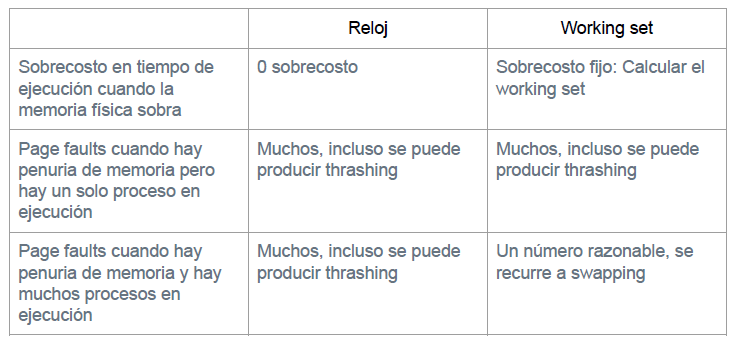 Reloj
Working set
Sobrecosto en tiempo de
ejecución cuando la
memoria física sobra
0 sobrecosto
Sobrecosto fijo: Calcular el
working set
Page faults cuando hay
penuria de memoria pero
hay un solo proceso en
ejecución
Muchos, incluso se puede
producir thrashing
Muchos, incluso se puede
producir thrashing
Page faults cuando hay
penuria de memoria y hay
muchos procesos en
ejecución
Muchos, incluso se puede
producir thrashing
Un número razonable, se
recurre a swapping